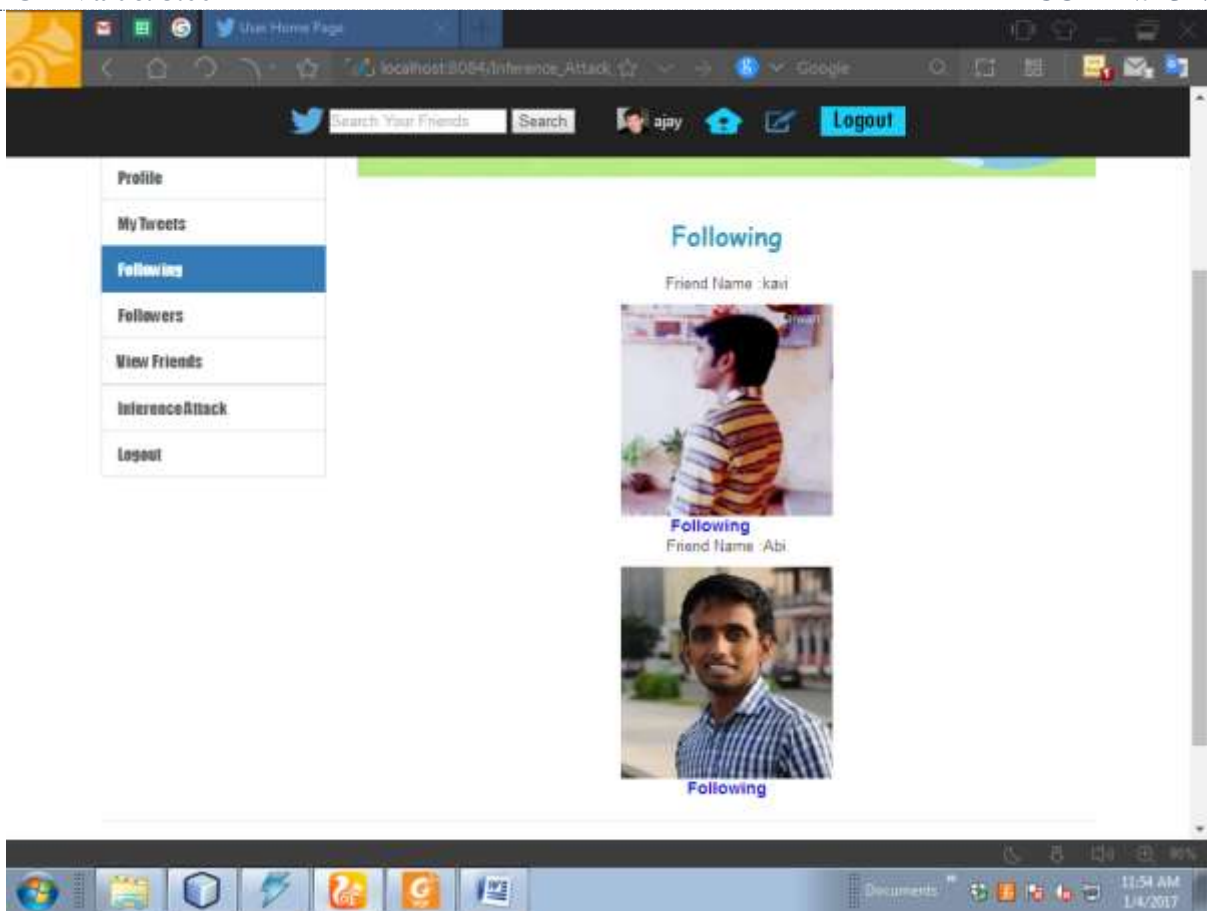 User Home Page
localhost:8084/Inference_Attack
Google
Search Your Friends
Search
ajay
Logout
Profile
My Tweets
Following
Followers
View Friends
InferenceAttack
Logout
Following
Friend Name :kavi
Following
Friend Name :Abi
Following
80%
Documents
11:54 AM
1/4/2017